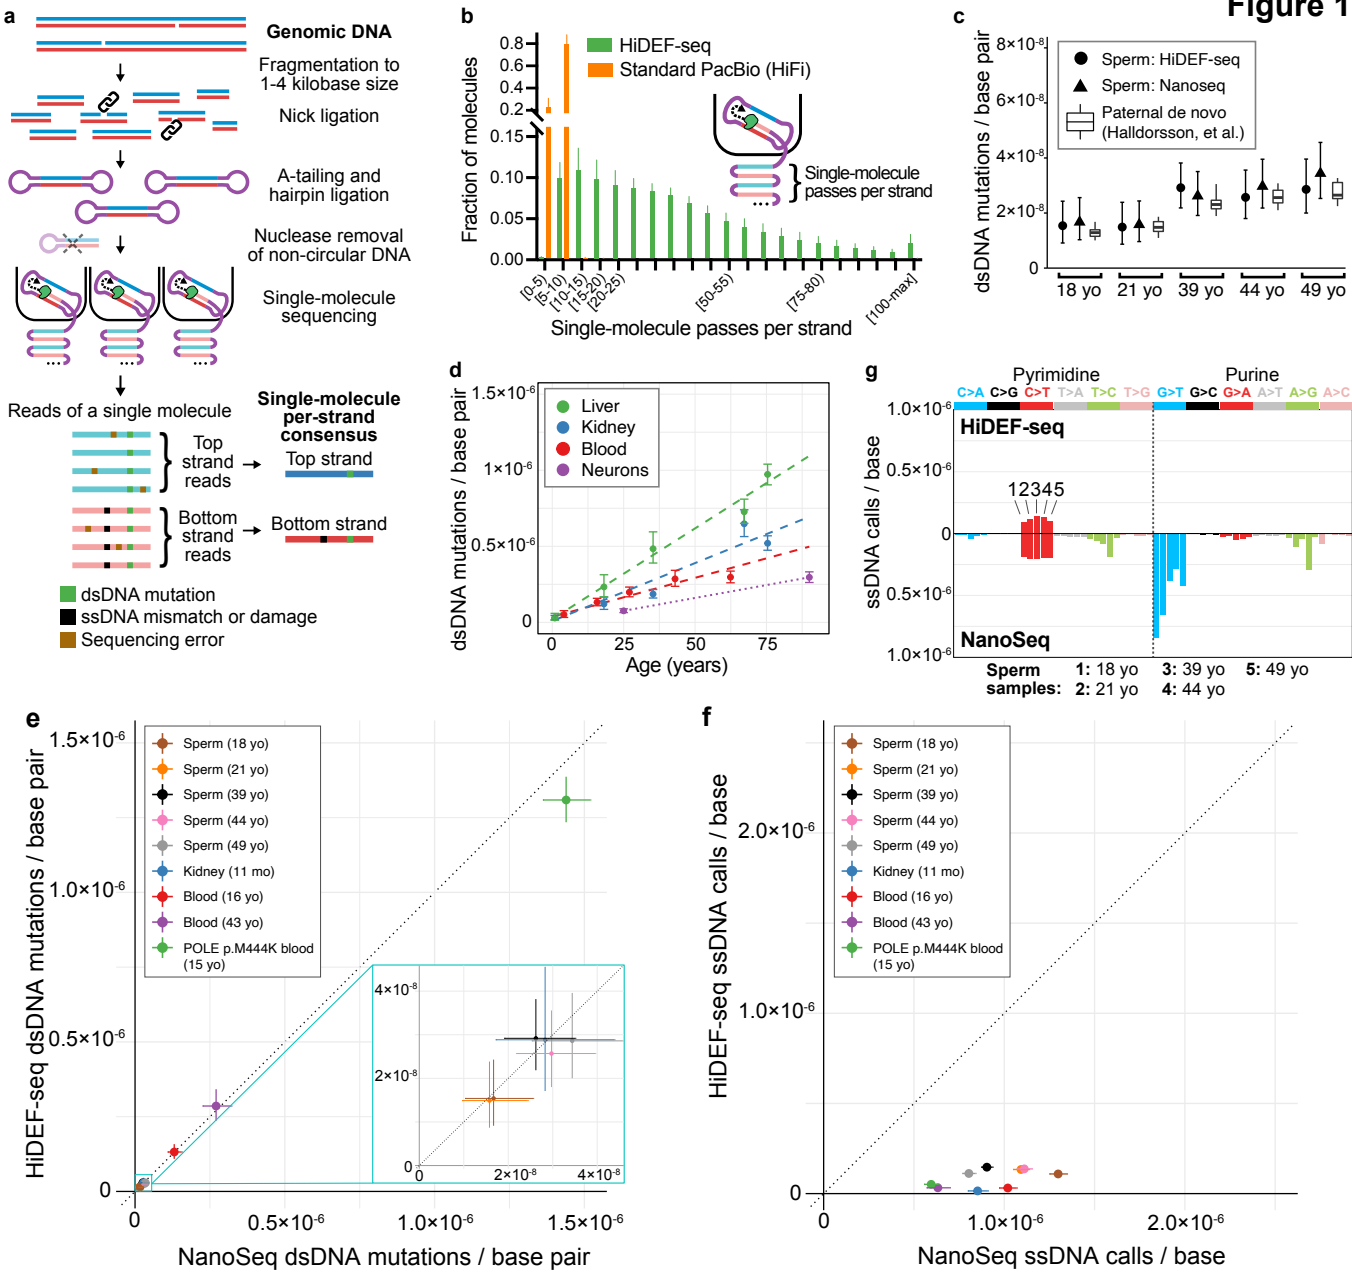 Figure 1
a
Genomic DNA
Fragmentation to
1-4 kilobase size
Nick ligation
A-tailing and
hairpin ligation
Nuclease removal
of non-circular DNA
Single-molecule
sequencing
Reads of a single molecule
Single-molecule
per-strand
consensus
Top
strand
reads
Top strand
Bottom
strand
reads
Bottom strand
dsDNA mutation
ssDNA mismatch or damage
Sequencing error
b
Fraction of molecules
0.8
0.6
0.4
0.2
0.15
0.10
0.05
0.00
HiDEF-seq
Standard PacBio (HiFi)
Single-molecule
passes per strand
[0-5)
[5-10)
[10-15)
[15-20)
[20-25)
[50-55)
[75-80)
[100-max]
Single-molecule passes per strand
c
dsDNA mutations / base pair
8×10-8
6×10-8
4×10-8
2×10-8
0
Sperm: HiDEF-seq
Sperm: Nanoseq
Paternal de novo
(Halldorsson, et al.)
18 yo
21 yo
39 yo
44 yo
49 yo
d
dsDNA mutations / base pair
1.5×10-6
1×10-6
0.5×10-6
0
Liver
Kidney
Blood
Neurons
0
25
50
75
Age (years)
g
Pyrimidine
Purine
C>A C>G C>T T>A T>C T>G G>T G>C G>A A>T A>G A>C
ssDNA calls / base
1.0×10-6
0.5×10-6
0
0.5×10-6
1.0×10-6
HiDEF-seq
12345
NanoSeq
Sperm
samples:
1: 18 yo
2: 21 yo
3: 39 yo
4: 44 yo
5: 49 yo
e
HiDEF-seq dsDNA mutations / base pair
1.5×10-6
1.0×10-6
0.5×10-6
0
Sperm (18 yo)
Sperm (21 yo)
Sperm (39 yo)
Sperm (44 yo)
Sperm (49 yo)
Kidney (11 mo)
Blood (16 yo)
Blood (43 yo)
POLE p.M444K blood
(15 yo)
4×10-8
2×10-8
0
0
2×10-8
4×10-8
0
0.5×10-6
1.0×10-6
1.5×10-6
NanoSeq dsDNA mutations / base pair
f
HiDEF-seq ssDNA calls / base
2.0×10-6
1.0×10-6
0
Sperm (18 yo)
Sperm (21 yo)
Sperm (39 yo)
Sperm (44 yo)
Sperm (49 yo)
Kidney (11 mo)
Blood (16 yo)
Blood (43 yo)
POLE p.M444K blood
(15 yo)
0
1.0×10-6
2.0×10-6
NanoSeq ssDNA calls / base